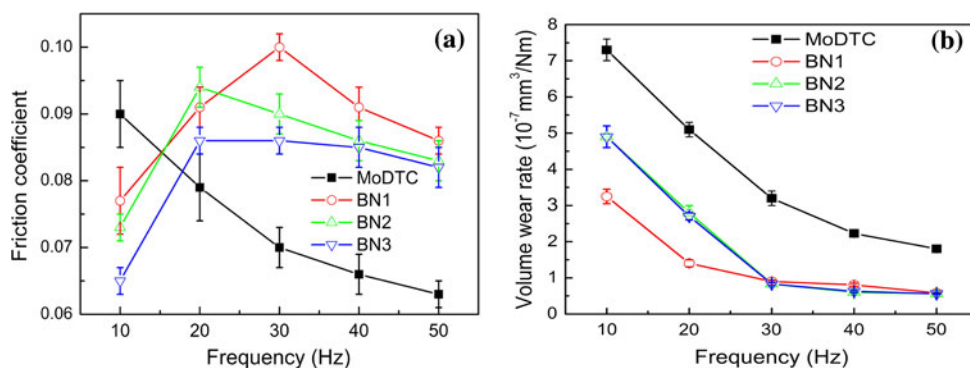 (a)
Friction coefficient
0.10
0.09
0.08
0.07
0.06
MoDTC
BN1
BN2
BN3
10 20 30 40 50
Frequency (Hz)
(b)
Volume wear rate (10⁻⁷mm³/Nm)
8
7
6
5
4
3
2
1
0
MoDTC
BN1
BN2
BN3
10 20 30 40 50
Frequency (Hz)